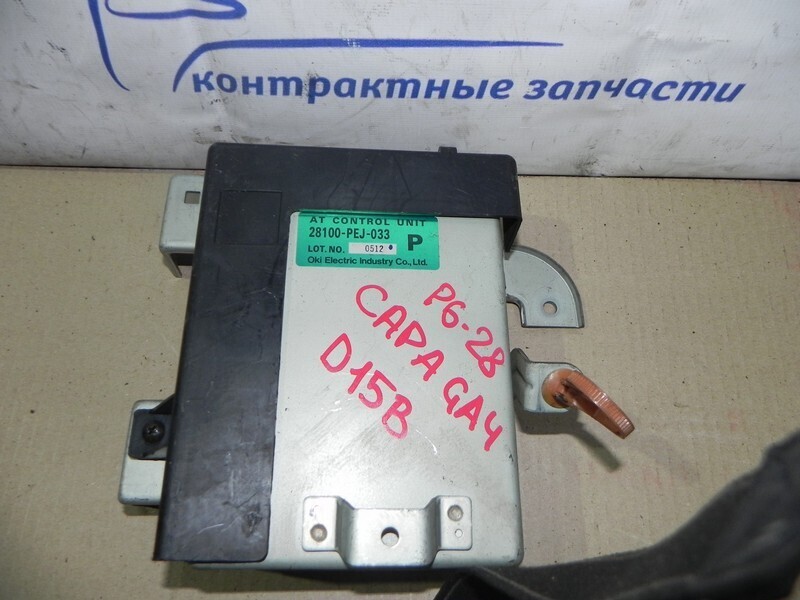 контрактные запчасти
AT CONTROL UNIT
28100-PEJ-033
LOT. NO. 0512 P
Oki Electric Industry Co., Ltd.
P6-28
CAPA GA4
D15B